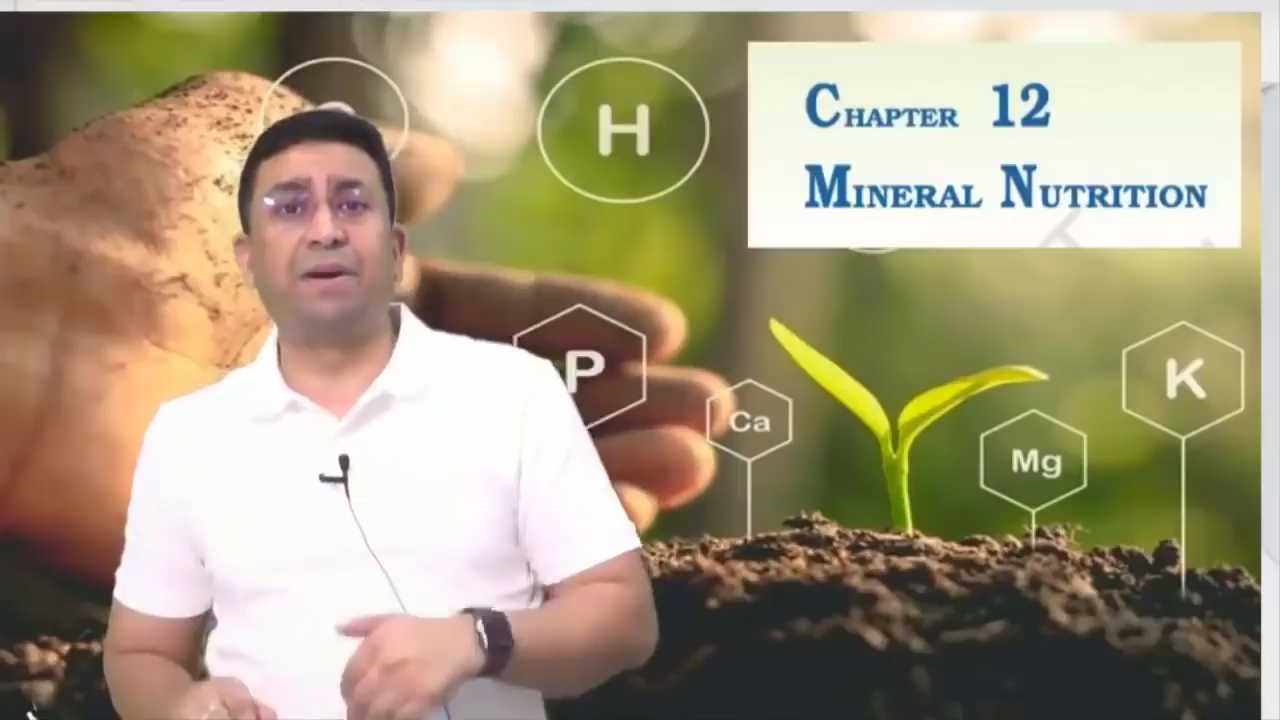 CHAPTER 12
MINERAL NUTRITION
H
P
Ca
Mg
K